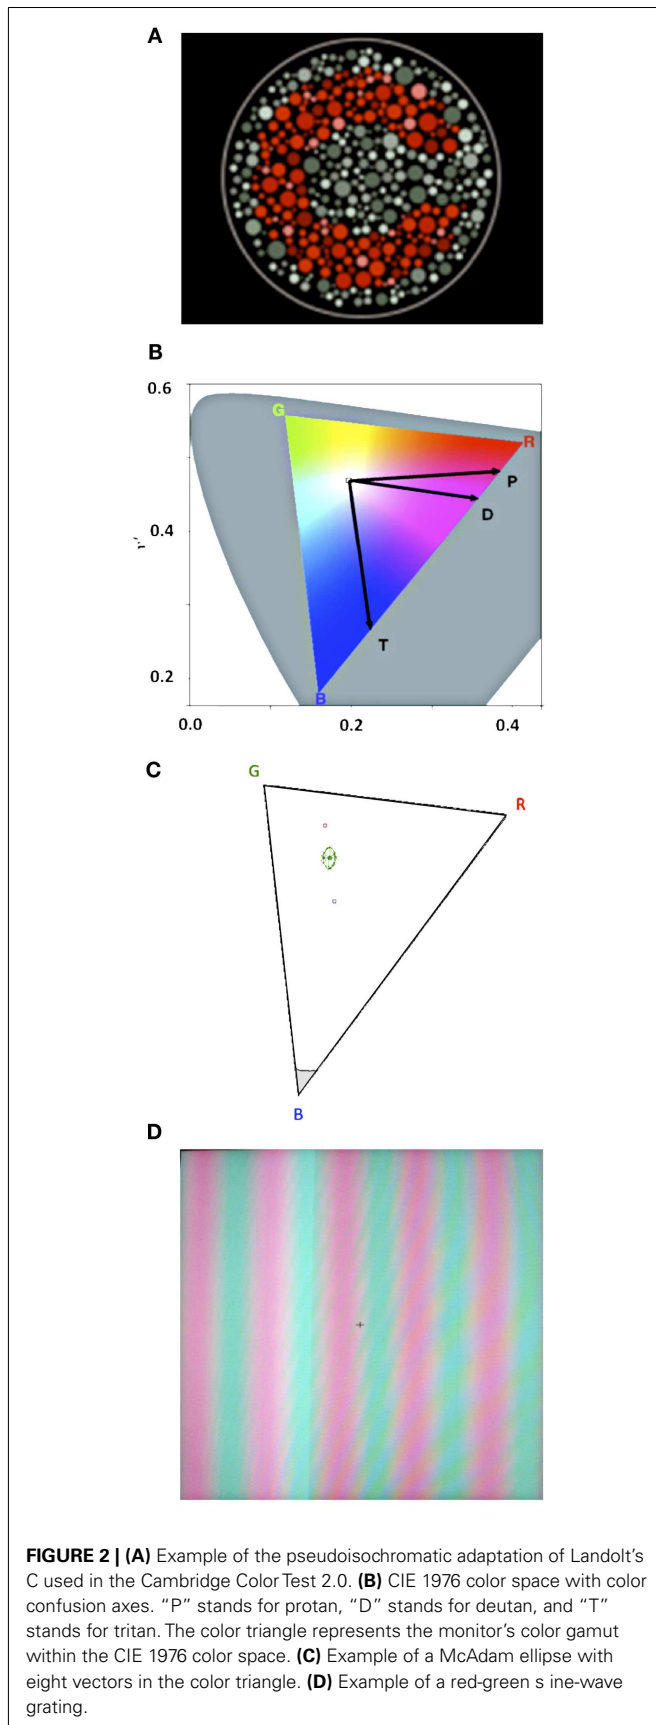 A
B
0.6
G
R
P
D
0.4
v'
T
0.2
B
0.0 0.2 0.4
C
G
R
B
D
FIGURE 2 | (A) Example of the pseudoisochromatic adaptation of Landolt's
C used in the Cambridge Color Test 2.0. (B) CIE 1976 color space with color
confusion axes. “P” stands for protan, “D” stands for deutan, and “T”
stands for tritan. The color triangle represents the monitor's color gamut
within the CIE 1976 color space. (C) Example of a McAdam ellipse with
eight vectors in the color triangle. (D) Example of a red-green s ine-wave
grating.